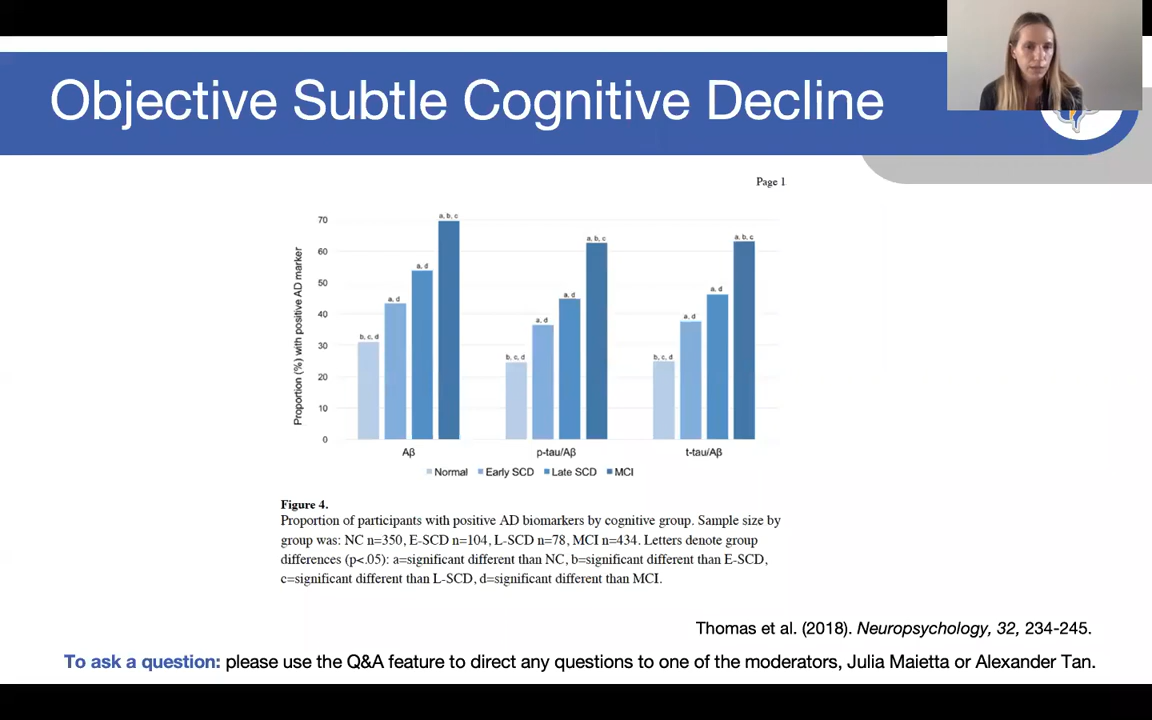 Objective Subtle Cognitive Decline
Page 1
Proportion (%) with positive AD marker
70
60
50
40
30
20
10
0
b, c, d
a, d
a, d
a, b, c
b, c, d
a, d
a, d
a, b, c
b, c, d
a, d
a, d
a, b, c
Aβ
p-tau/Aβ
t-tau/Aβ
Normal Early SCD Late SCD MCI
Figure 4.
Proportion of participants with positive AD biomarkers by cognitive group. Sample size by
group was: NC n=350, E-SCD n=104, L-SCD n=78, MCI n=434. Letters denote group
differences (p<.05): a=significant different than NC, b=significant different than E-SCD,
c=significant different than L-SCD, d=significant different than MCI.
Thomas et al. (2018). Neuropsychology, 32, 234-245.
To ask a question: please use the Q&A feature to direct any questions to one of the moderators, Julia Maietta or Alexander Tan.